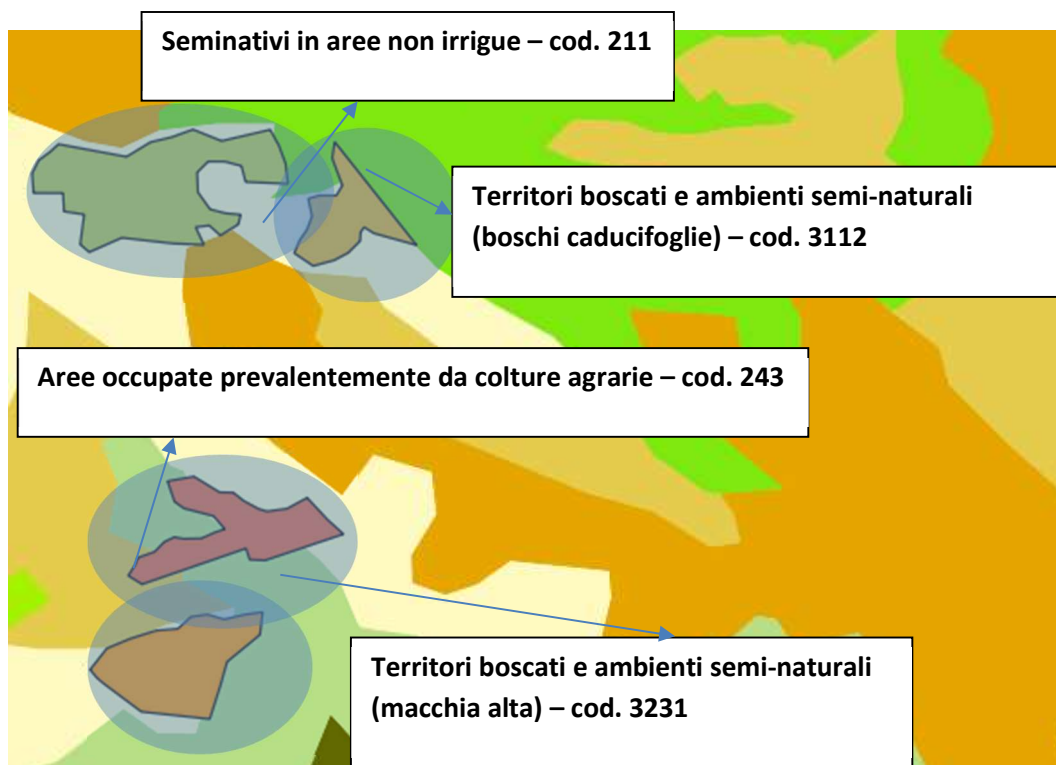 Seminativi in aree non irrigue – cod. 211
Territori boscati e ambienti semi-naturali
(boschi caducifoglie) – cod. 3112
Aree occupate prevalentemente da colture agrarie – cod. 243
Territori boscati e ambienti semi-naturali
(macchia alta) – cod. 3231